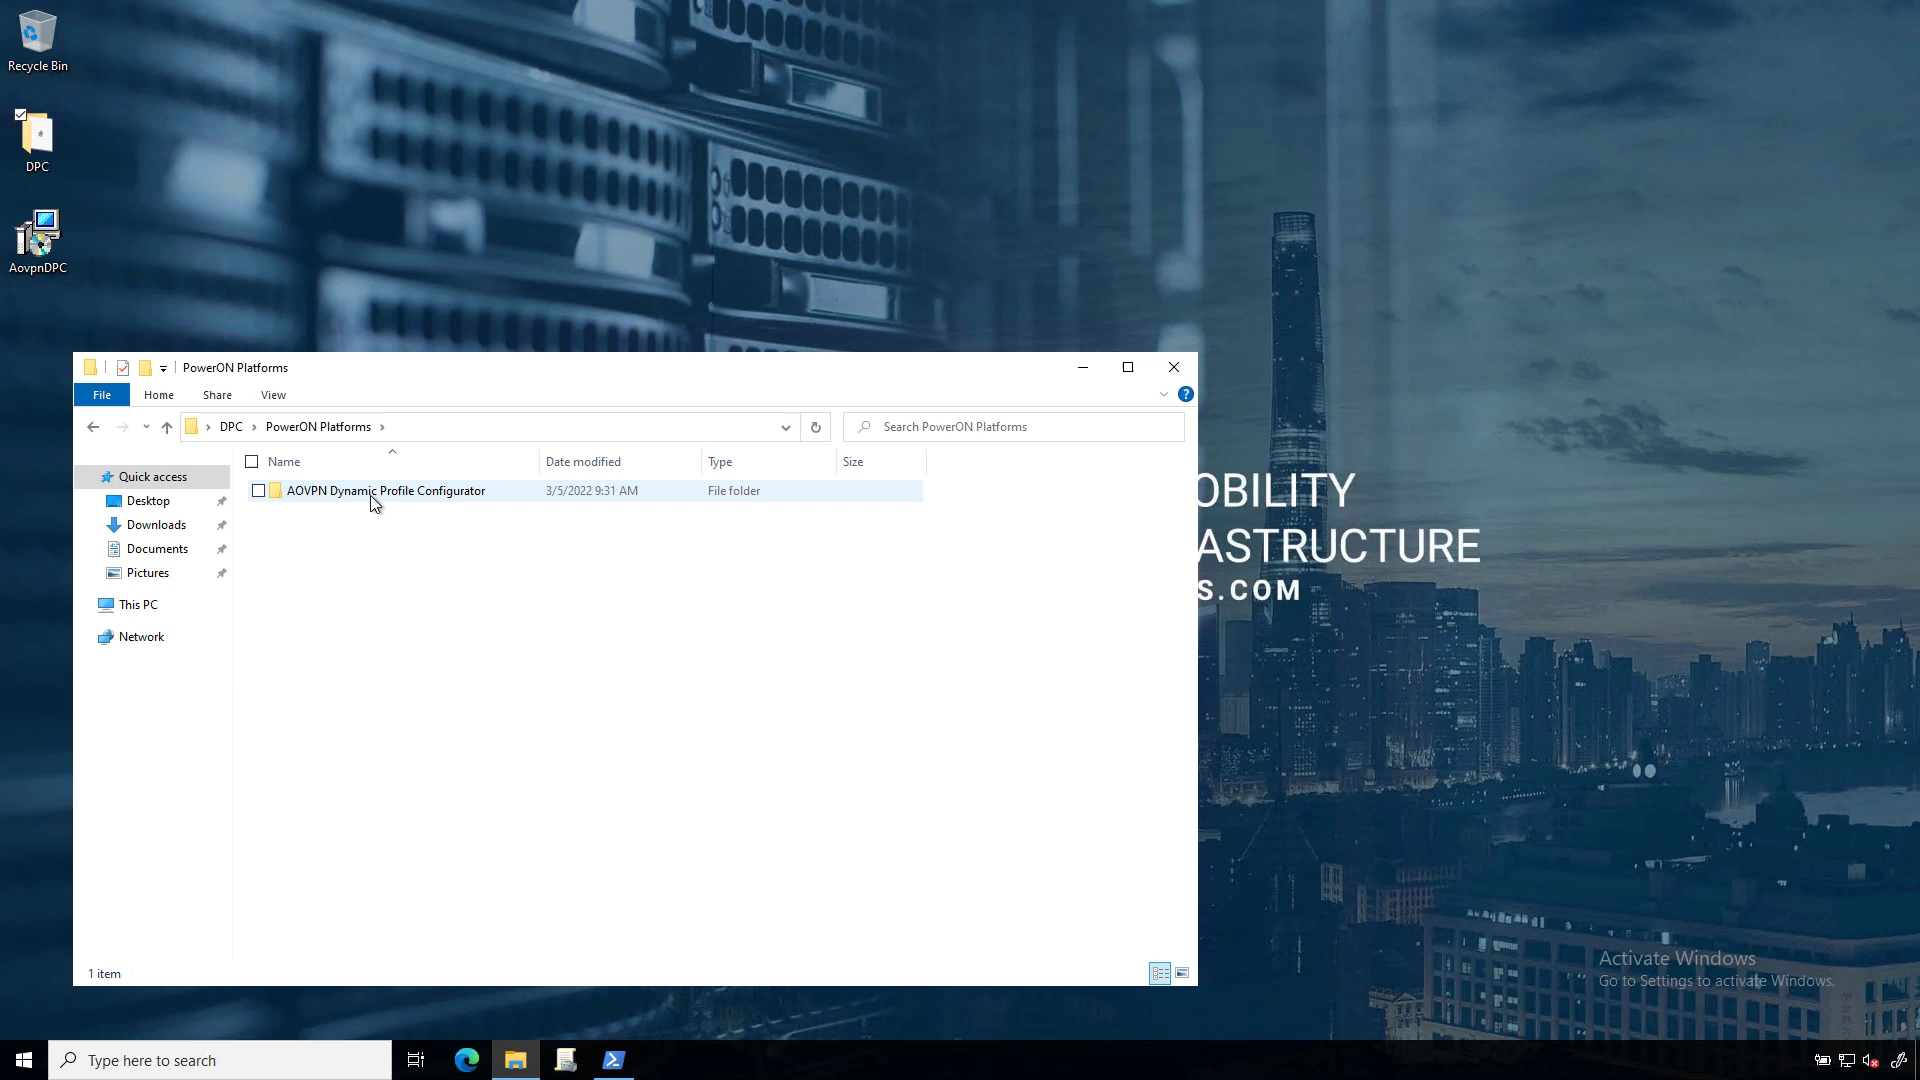 Recycle Bin
DPC
AovpnDPC
PowerON Platforms
File Home Share View
DPC PowerON Platforms
Search PowerON Platforms
Name Date modified Type Size
AOVPN Dynamic Profile Configurator 3/5/2022 9:31 AM File folder
Quick access
Desktop
Downloads
Documents
Pictures
This PC
Network
1 item
OBILITY
ASTRUCTURE
S.COM
Activate Windows
Go to Settings to activate Windows.
Type here to search